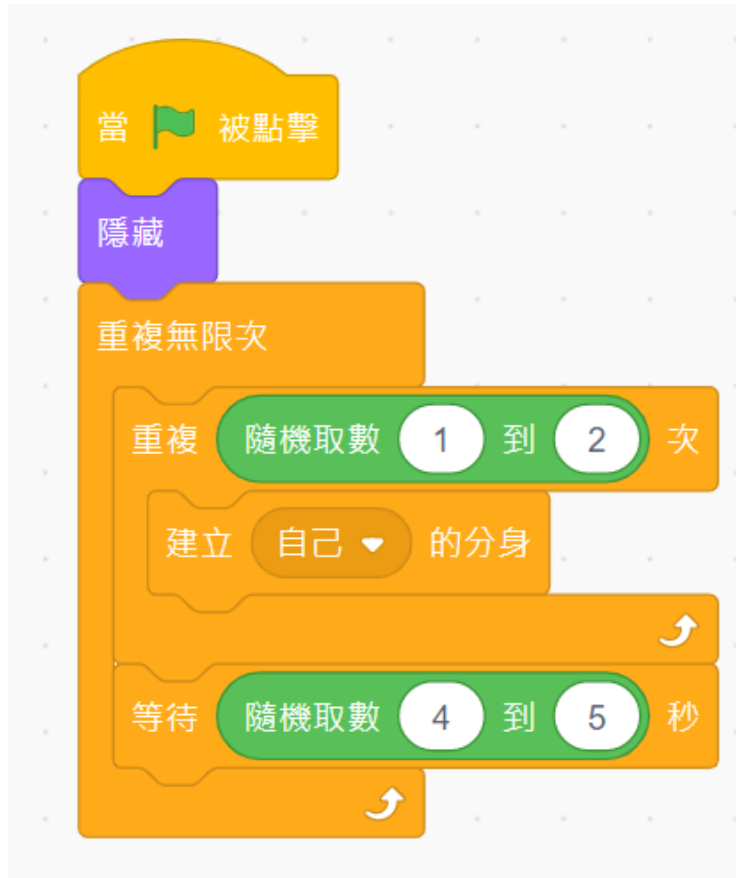 當 被點擊
隱藏
重複無限次
重複 隨機取數 1 到 2 次
建立 自己 的分身
等待 隨機取數 4 到 5 秒